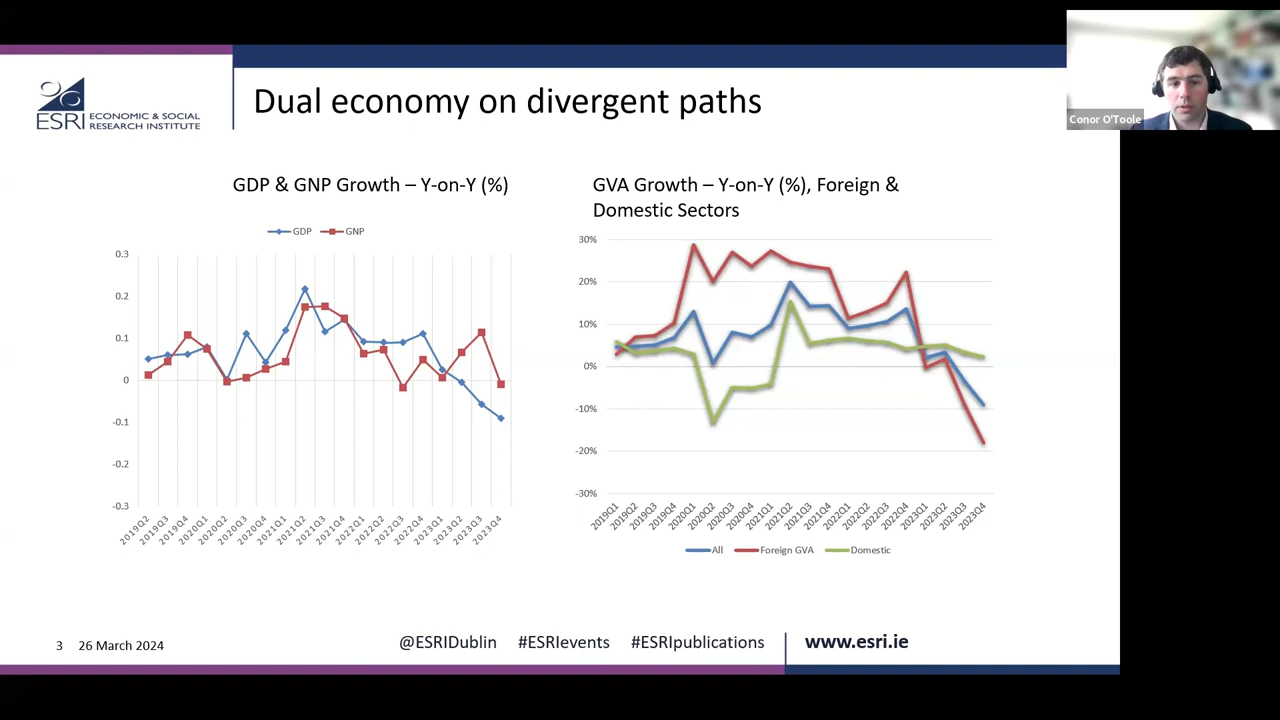 Dual economy on divergent paths
ESRI
ECONOMIC & SOCIAL
RESEARCH INSTITUTE
Conor O'Toole
GDP & GNP Growth – Y-on-Y (%)
GDP
GNP
0.3
0.2
0.1
0
-0.1
-0.2
-0.3
2019Q2
2019Q3
2019Q4
2020Q1
2020Q2
2020Q3
2020Q4
2021Q1
2021Q2
2021Q3
2021Q4
2022Q1
2022Q2
2022Q3
2022Q4
2023Q1
2023Q2
2023Q3
2023Q4
GVA Growth – Y-on-Y (%), Foreign &
Domestic Sectors
30%
20%
10%
0%
-10%
-20%
-30%
2019Q1
2019Q2
2019Q3
2019Q4
2020Q1
2020Q2
2020Q3
2020Q4
2021Q1
2021Q2
2021Q3
2021Q4
2022Q1
2022Q2
2022Q3
2022Q4
2023Q1
2023Q2
2023Q3
2023Q4
All
Foreign GVA
Domestic
3
26 March 2024
@ESRIDublin #ESRIevents #ESRIpublications
www.esri.ie